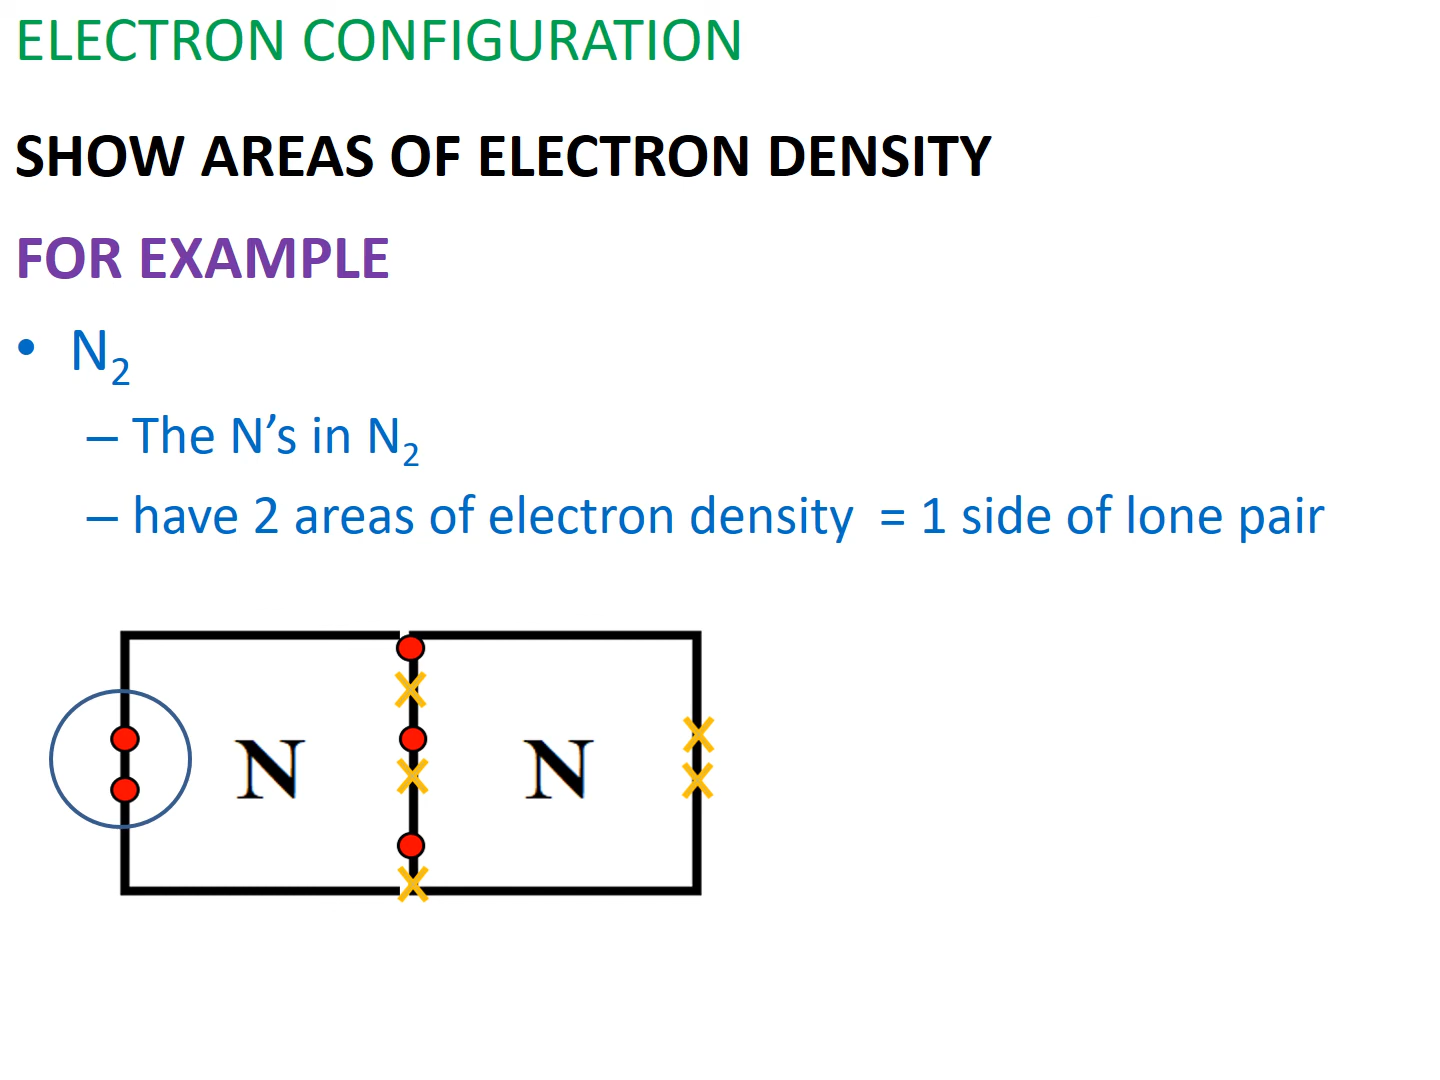 ELECTRON CONFIGURATION
SHOW AREAS OF ELECTRON DENSITY
FOR EXAMPLE
• N₂
– The N’s in N₂
– have 2 areas of electron density = 1 side of lone pair
N N